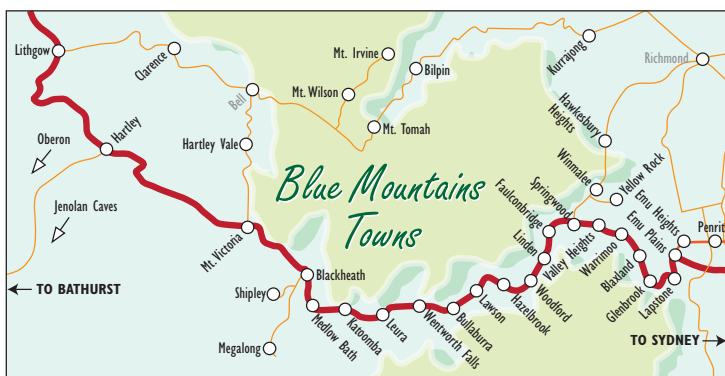 Lithgow
Clarence
Mt. Irvine
Kurrajong
Richmond
Mt. Wilson
Bilpin
Bell
Hawkesbury
Heights
Mt. Tomah
Oberon
Hartley
Hartley Vale
Winmalee
Yellow Rock
Jenolan Caves
Blue Mountains
Towns
Springwood
Faulconbridge
Emu Heights
Emu Plains
Penrit
Mt. Victoria
Linden
Valley Heights
Warrimoo
Blaxland
Glenbrook
Lapstone
Blackheath
TO BATHURST
Shipley
Medlow Bath
Katoomba
Leura
Wentworth Falls
Bullaburra
Lawson
Hazelbrook
Woodford
Megalong
TO SYDNEY